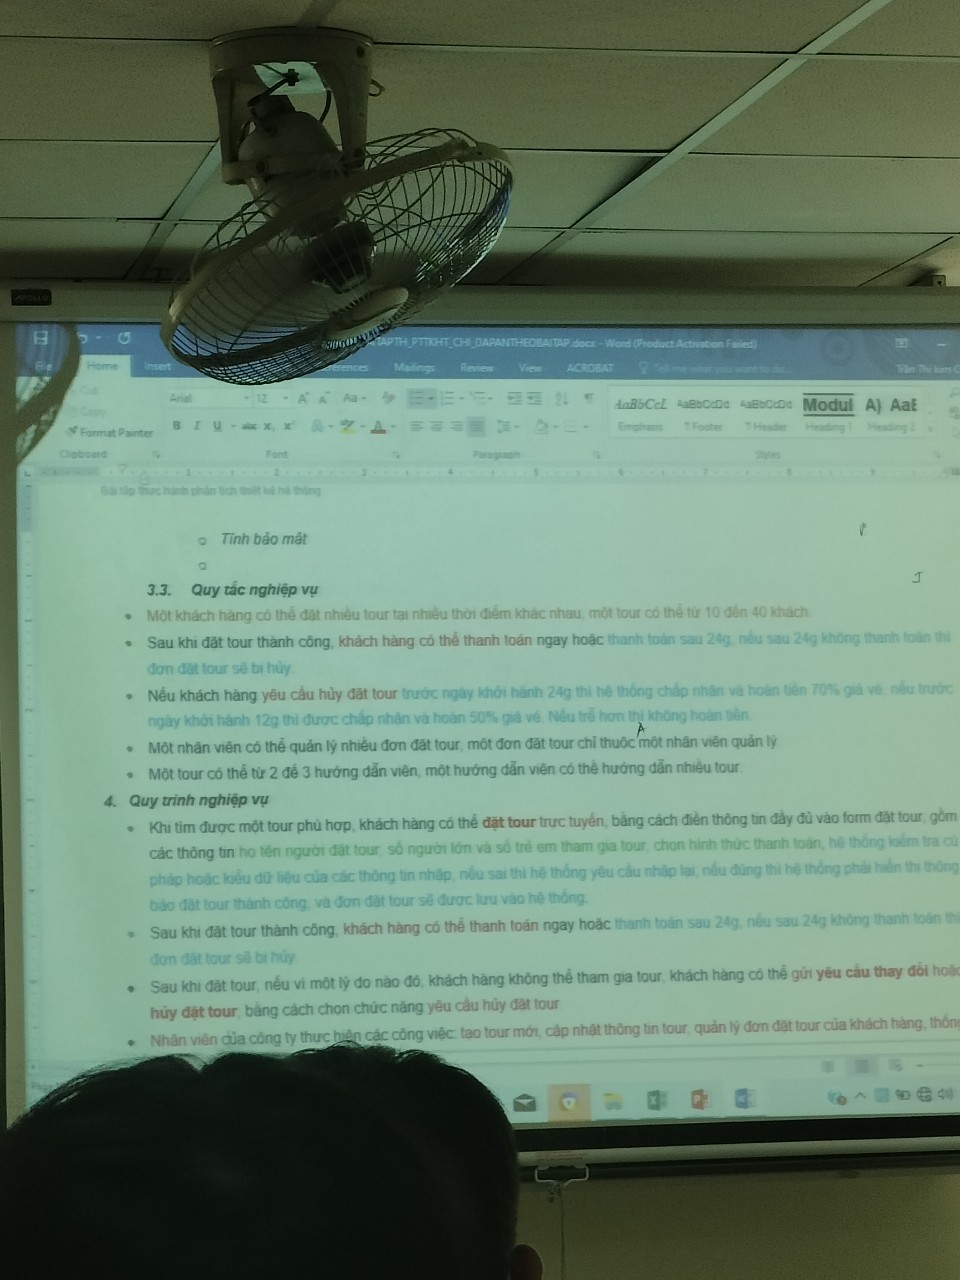 APOLLO
TAPTH_PTTKHT_CHI_DAPANTHEOBAITAP.docx - Word (Product Activation Failed)
File Home Insert Mailings Review View ACROBAT Tell me what you want to do...
Arial 12 Aa
AaBbCcL AaBbCcDd AaBbCcDd Modul A) AaB
Copy
Format Painter
B I U abc X₂ X²
Emphasis ¶ Footer ¶ Header Heading 1 Heading 2
Clipboard Font Paragraph Styles
Bài tập thực hành phân tích thiết kế hệ thống
Tính bảo mật
3.3. Quy tắc nghiệp vụ
Một khách hàng có thể đặt nhiều tour tại nhiều thời điểm khác nhau, một tour có thể từ 10 đến 40 khách.
Sau khi đặt tour thành công, khách hàng có thể thanh toán ngay hoặc thanh toán sau 24g, nếu sau 24g không thanh toán thì
đơn đặt tour sẽ bị hủy.
Nếu khách hàng yêu cầu hủy đặt tour trước ngày khởi hành 24g thì hệ thống chấp nhận và hoàn tiền 70% giá vé, nếu trước
ngày khởi hành 12g thì được chấp nhận và hoàn 50% giá vé. Nếu trễ hơn thì không hoàn tiền.
Một nhân viên có thể quản lý nhiều đơn đặt tour, một đơn đặt tour chỉ thuộc một nhân viên quản lý
Một tour có thể từ 2 đề 3 hướng dẫn viên, một hướng dẫn viên có thể hướng dẫn nhiều tour.
4. Quy trình nghiệp vụ
Khi tìm được một tour phù hợp, khách hàng có thể đặt tour trực tuyến, bằng cách điền thông tin đầy đủ vào form đặt tour, gồm
các thông tin họ tên người đặt tour, số người lớn và số trẻ em tham gia tour, chọn hình thức thanh toán, hệ thống kiểm tra cú
pháp hoặc kiểu dữ liệu của các thông tin nhập, nếu sai thì hệ thống yêu cầu nhập lại, nếu đúng thì hệ thống phải hiển thị thông
báo đặt tour thành công, và đơn đặt tour sẽ được lưu vào hệ thống.
Sau khi đặt tour thành công, khách hàng có thể thanh toán ngay hoặc thanh toán sau 24g, nếu sau 24g không thanh toán thì
đơn đặt tour sẽ bị hủy.
Sau khi đặt tour, nếu vì một lý do nào đó, khách hàng không thể tham gia tour, khách hàng có thể gửi yêu cầu thay đổi hoặc
hủy đặt tour, bằng cách chọn chức năng yêu cầu hủy đặt tour
Nhân viên của công ty thực hiện các công việc: tạo tour mới, cập nhật thông tin tour, quản lý đơn đặt tour của khách hàng, thống